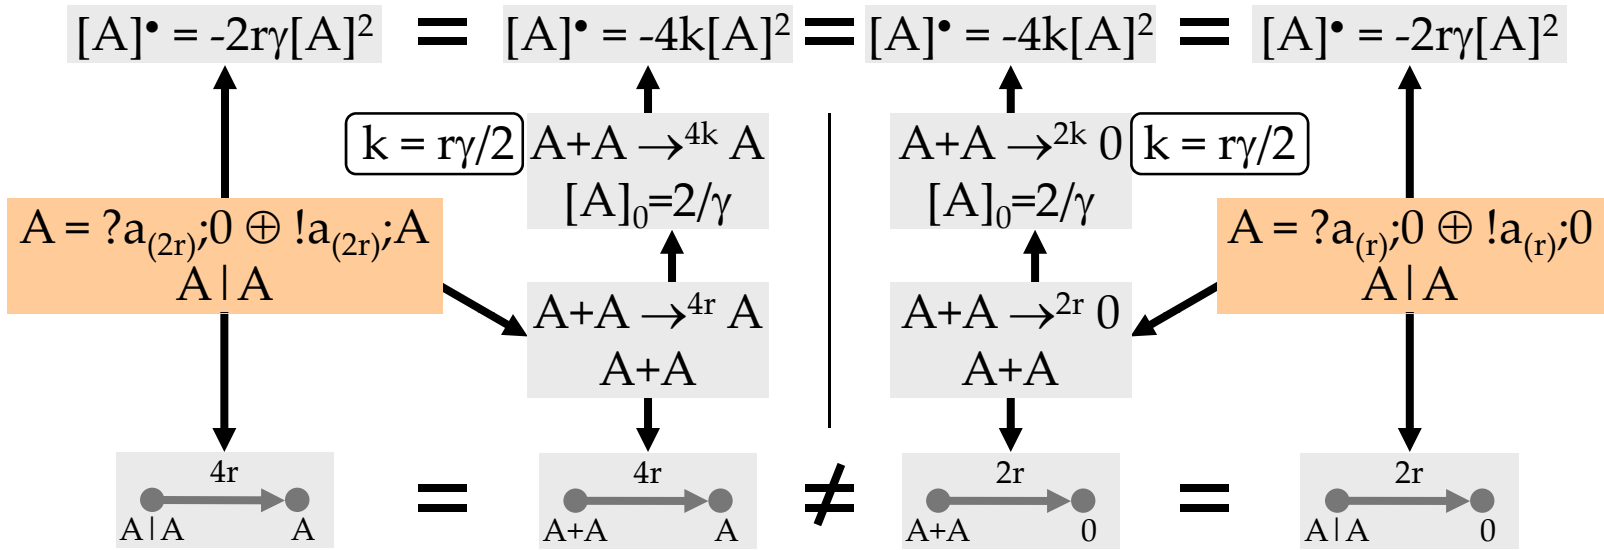 [A]• = -2rγ[A]² = [A]• = -4k[A]² = [A]• = -4k[A]² = [A]• = -2rγ[A]²
k = rγ/2
A+A →⁴ᵏ A
[A]₀=2/γ
A+A →²ᵏ 0
[A]₀=2/γ
k = rγ/2
A = ?a₍₂ᵣ₎;0 ⊕ !a₍₂ᵣ₎;A
A|A
A+A →⁴ʳ A
A+A
A+A →²ʳ 0
A+A
A = ?a₍ᵣ₎;0 ⊕ !a₍ᵣ₎;0
A|A
4r
A|A A
=
4r
A+A A
≠
2r
A+A 0
=
2r
A|A 0